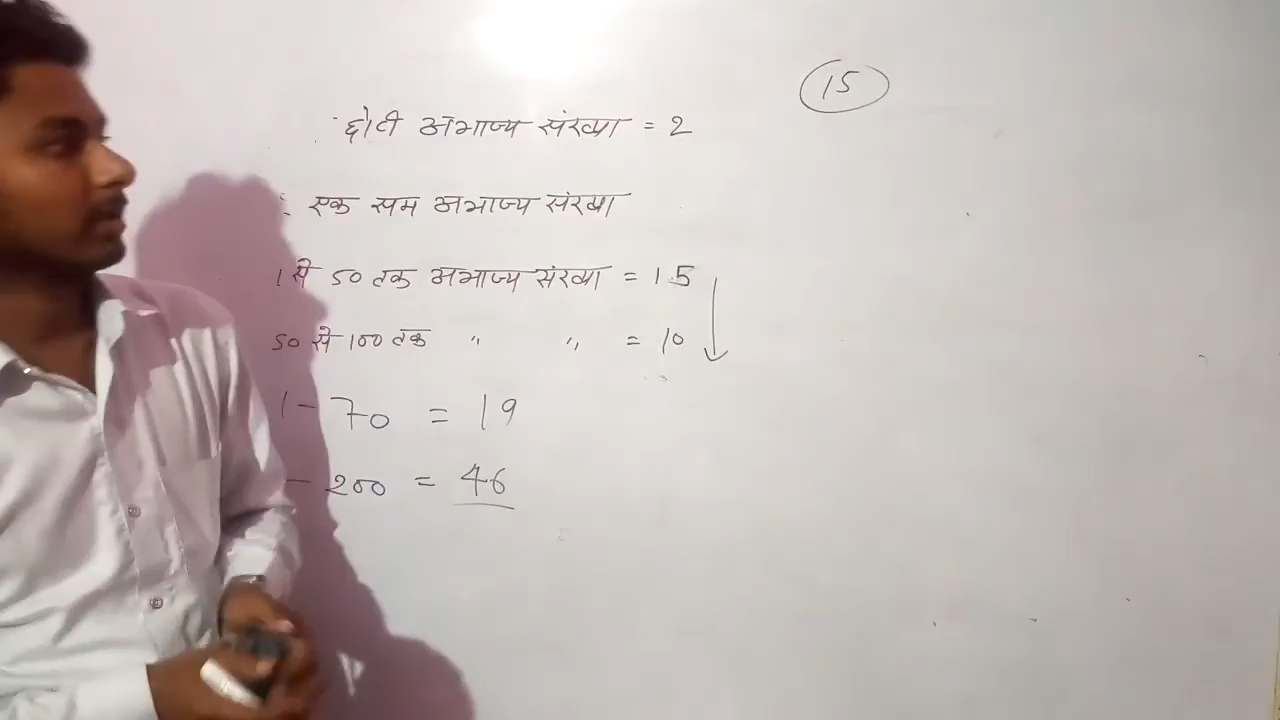 15
छोटी अभाज्य संख्या = 2
एक सम अभाज्य संख्या
1 से 50 तक अभाज्य संख्या = 15
50 से 100 तक " " = 10
1 - 70 = 19
- 200 = 46